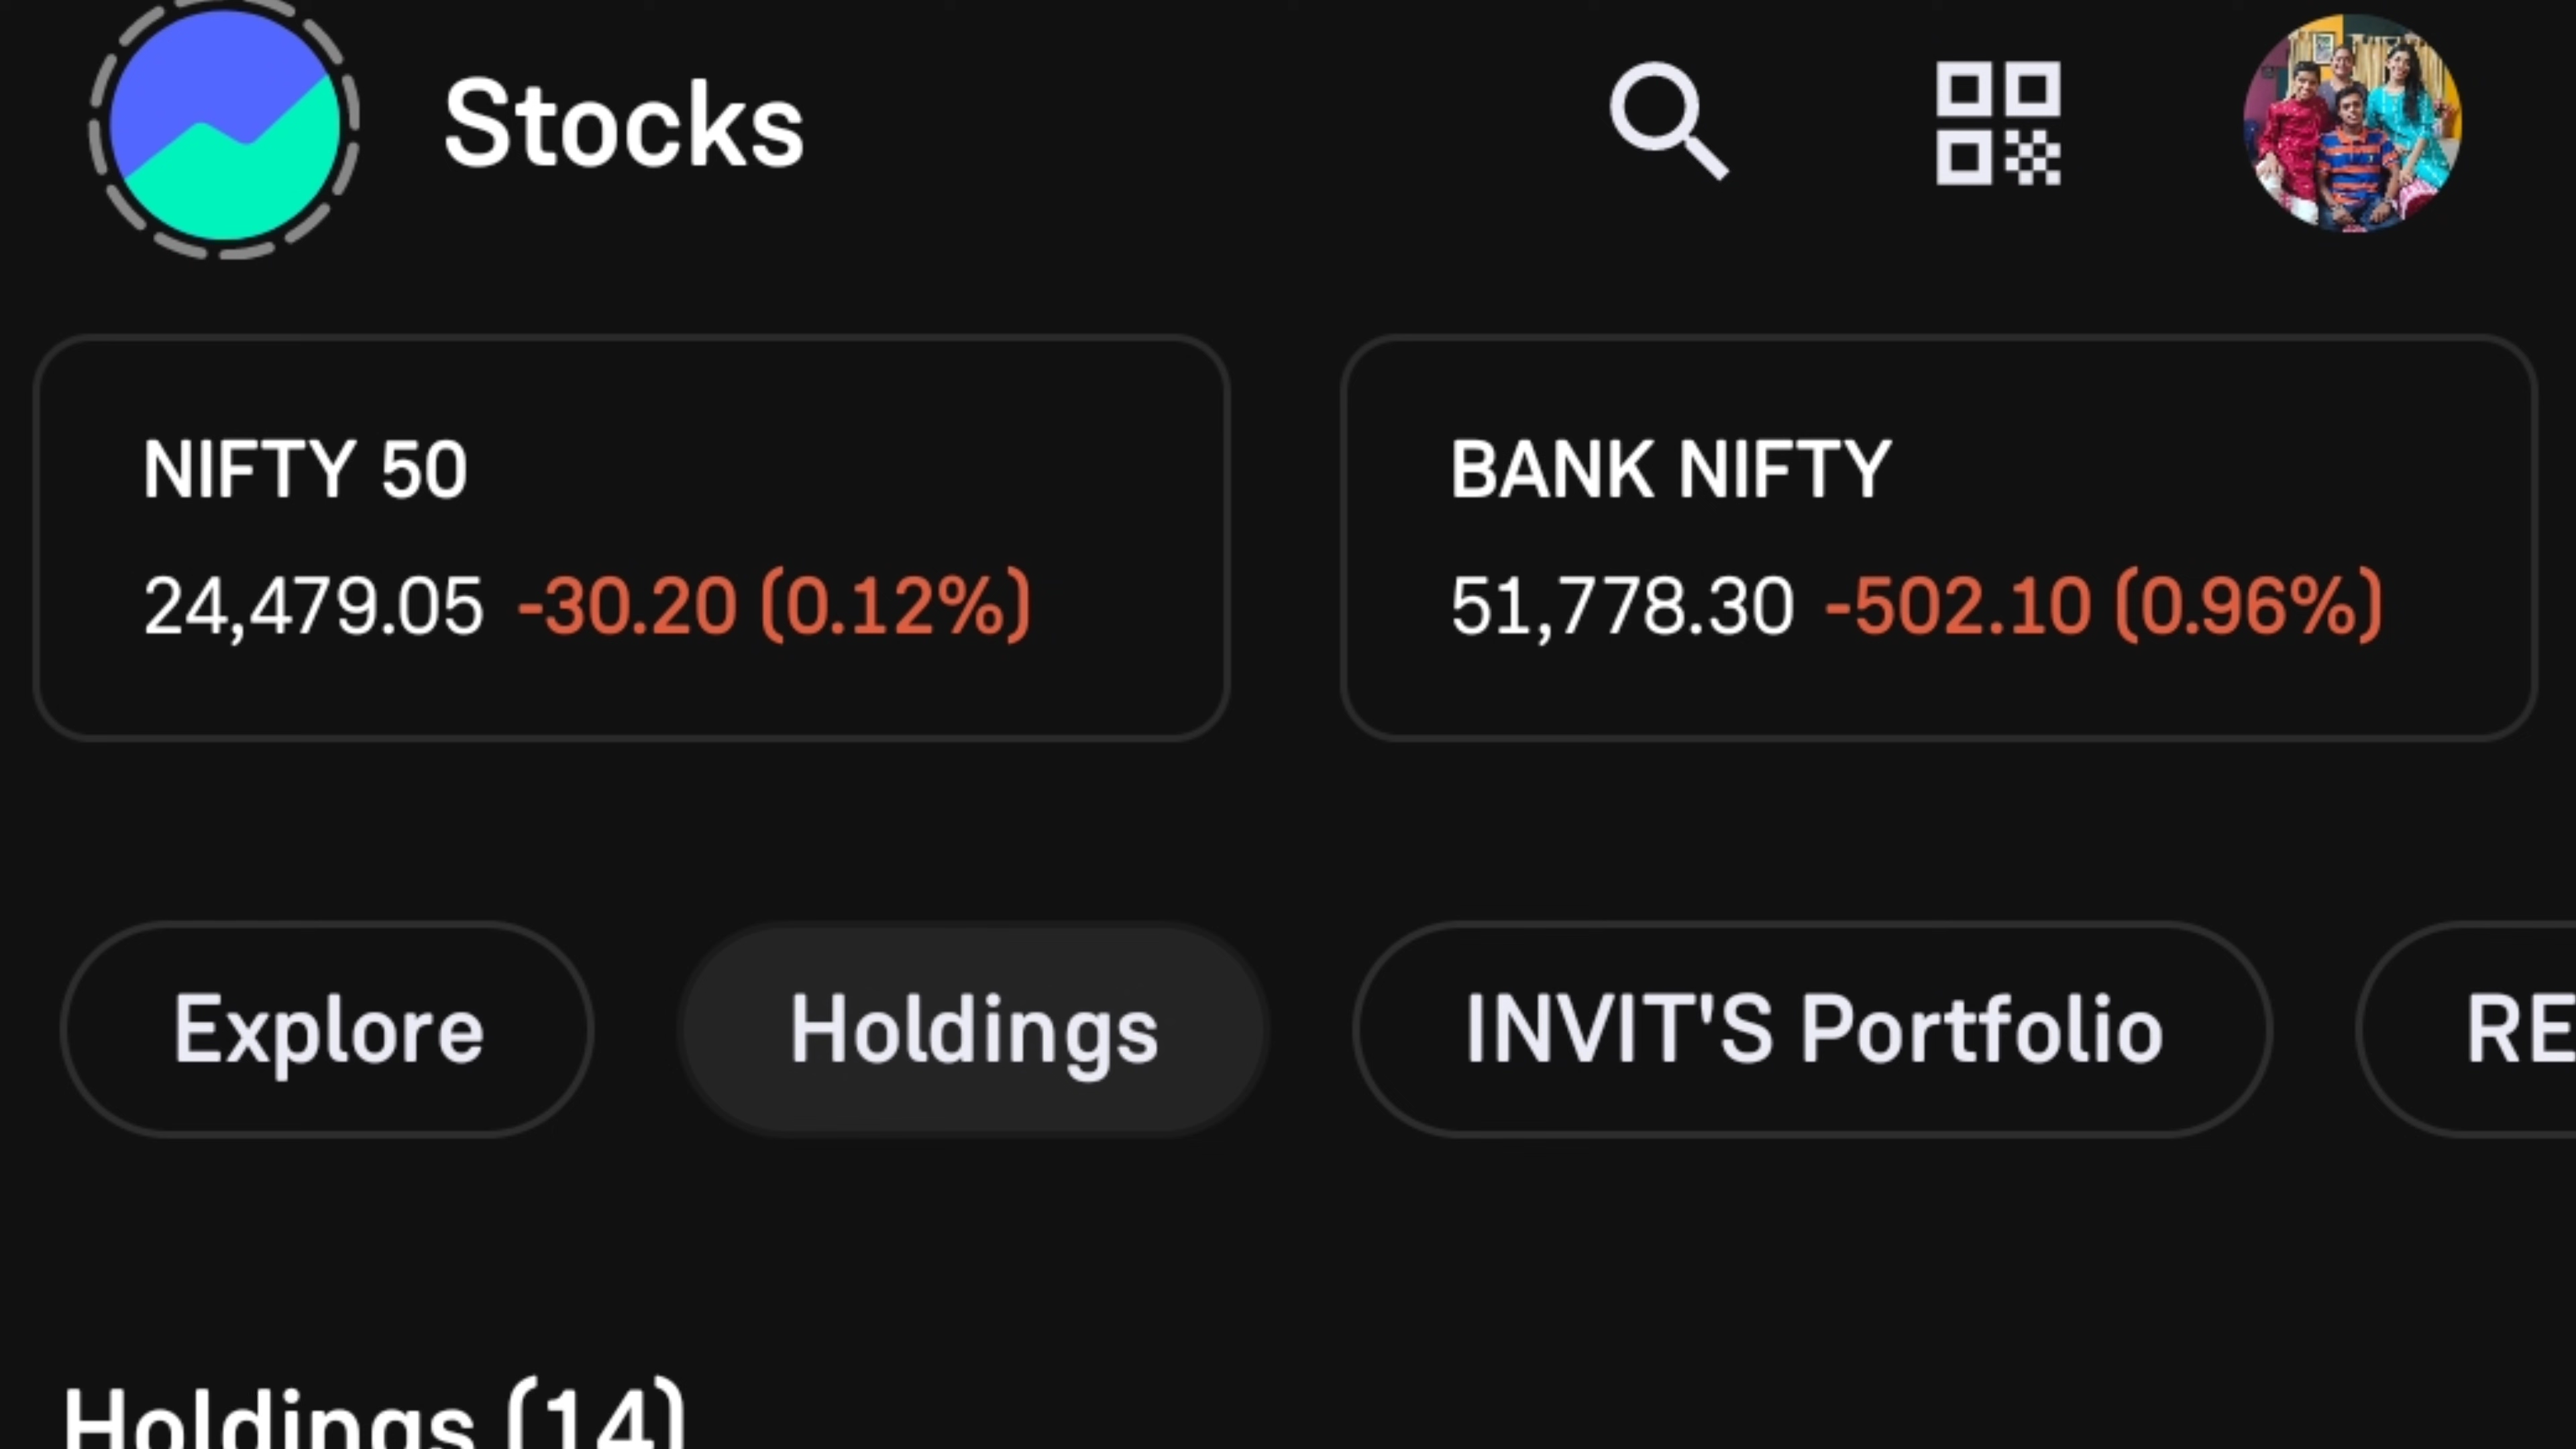 Stocks
NIFTY 50
24,479.05 -30.20 (0.12%)
BANK NIFTY
51,778.30 -502.10 (0.96%)
Explore
Holdings
INVIT'S Portfolio
RE
Holdings (14)